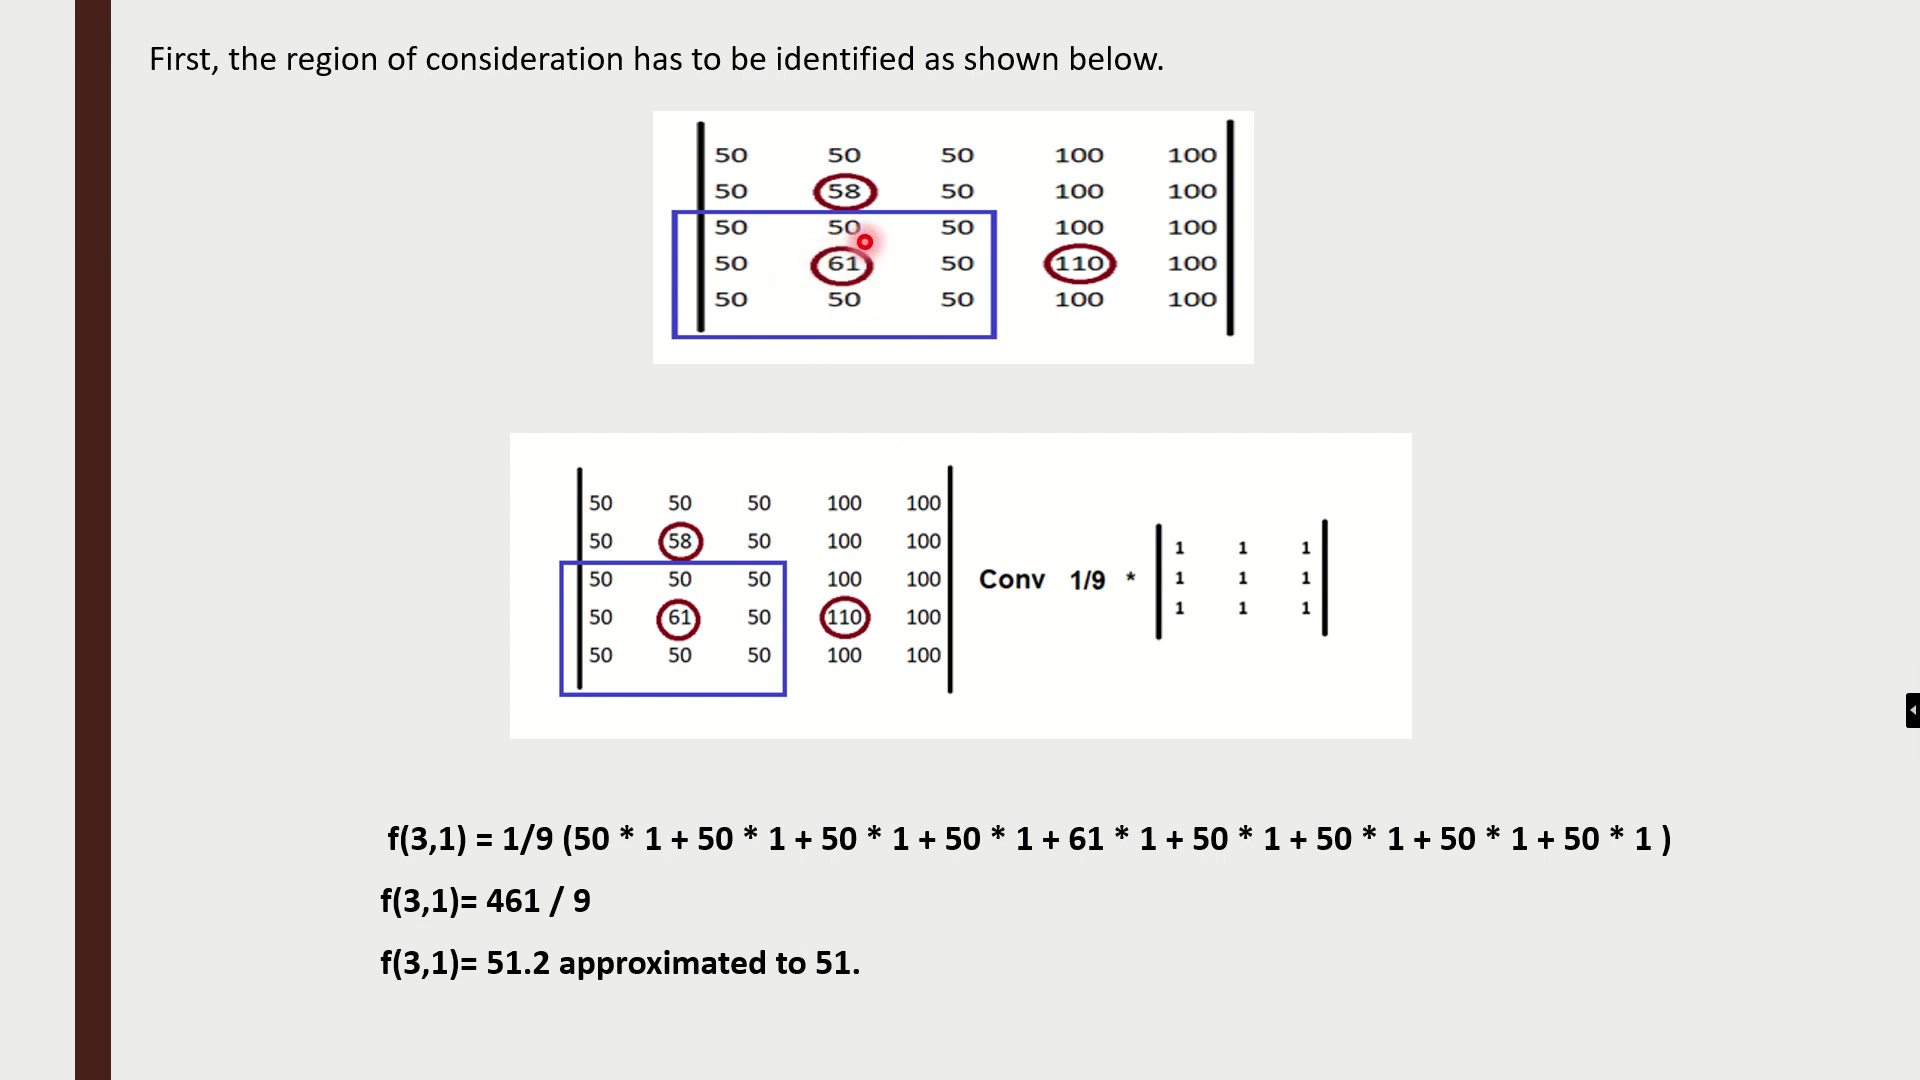 First, the region of consideration has to be identified as shown below.
50 50 50 100 100
50 58 50 100 100
50 50 50 100 100
50 61 50 110 100
50 50 50 100 100
50 50 50 100 100
50 58 50 100 100
50 50 50 100 100
50 61 50 110 100
50 50 50 100 100
Conv 1/9 *
1 1 1
1 1 1
1 1 1
f(3,1) = 1/9 (50 * 1 + 50 * 1 + 50 * 1 + 50 * 1 + 61 * 1 + 50 * 1 + 50 * 1 + 50 * 1 + 50 * 1 )
f(3,1)= 461 / 9
f(3,1)= 51.2 approximated to 51.